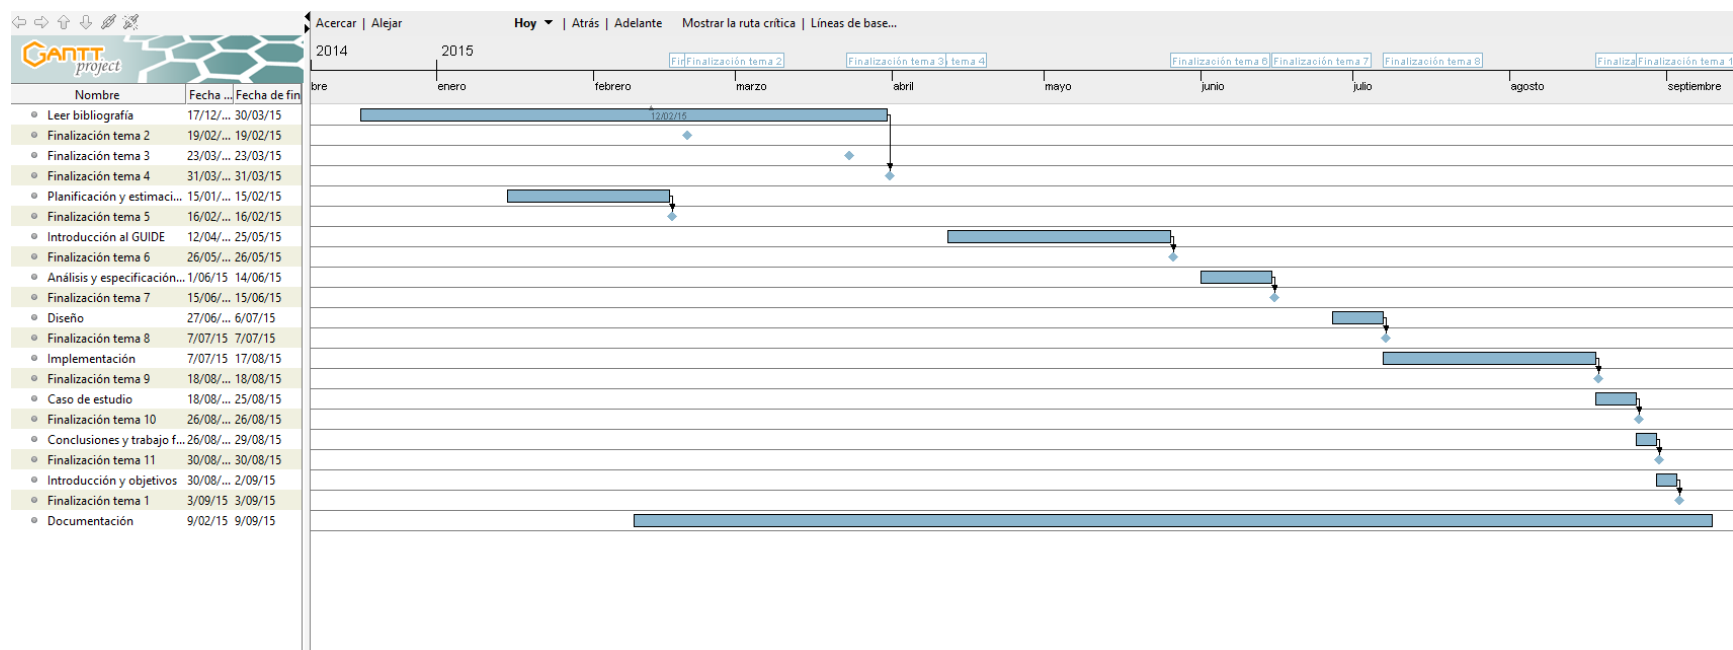 Acercar | Alejar Hoy | Atrás | Adelante Mostrar la ruta crítica | Líneas de base...
GANTT project
2014 2015
Fir Finalización tema 2 Finalización tema 3 tema 4 Finalización tema 6 Finalización tema 7 Finalización tema 8 Finaliza Finalización tema 1
bre enero febrero marzo abril mayo junio julio agosto septiembre
Nombre Fecha ... Fecha de fin
Leer bibliografía 17/12/... 30/03/15 12/02/15
Finalización tema 2 19/02/... 19/02/15
Finalización tema 3 23/03/... 23/03/15
Finalización tema 4 31/03/... 31/03/15
Planificación y estimaci... 15/01/... 15/02/15
Finalización tema 5 16/02/... 16/02/15
Introducción al GUIDE 12/04/... 25/05/15
Finalización tema 6 26/05/... 26/05/15
Análisis y especificación... 1/06/15 14/06/15
Finalización tema 7 15/06/... 15/06/15
Diseño 27/06/... 6/07/15
Finalización tema 8 7/07/15 7/07/15
Implementación 7/07/15 17/08/15
Finalización tema 9 18/08/... 18/08/15
Caso de estudio 18/08/... 25/08/15
Finalización tema 10 26/08/... 26/08/15
Conclusiones y trabajo f... 26/08/... 29/08/15
Finalización tema 11 30/08/... 30/08/15
Introducción y objetivos 30/08/... 2/09/15
Finalización tema 1 3/09/15 3/09/15
Documentación 9/02/15 9/09/15